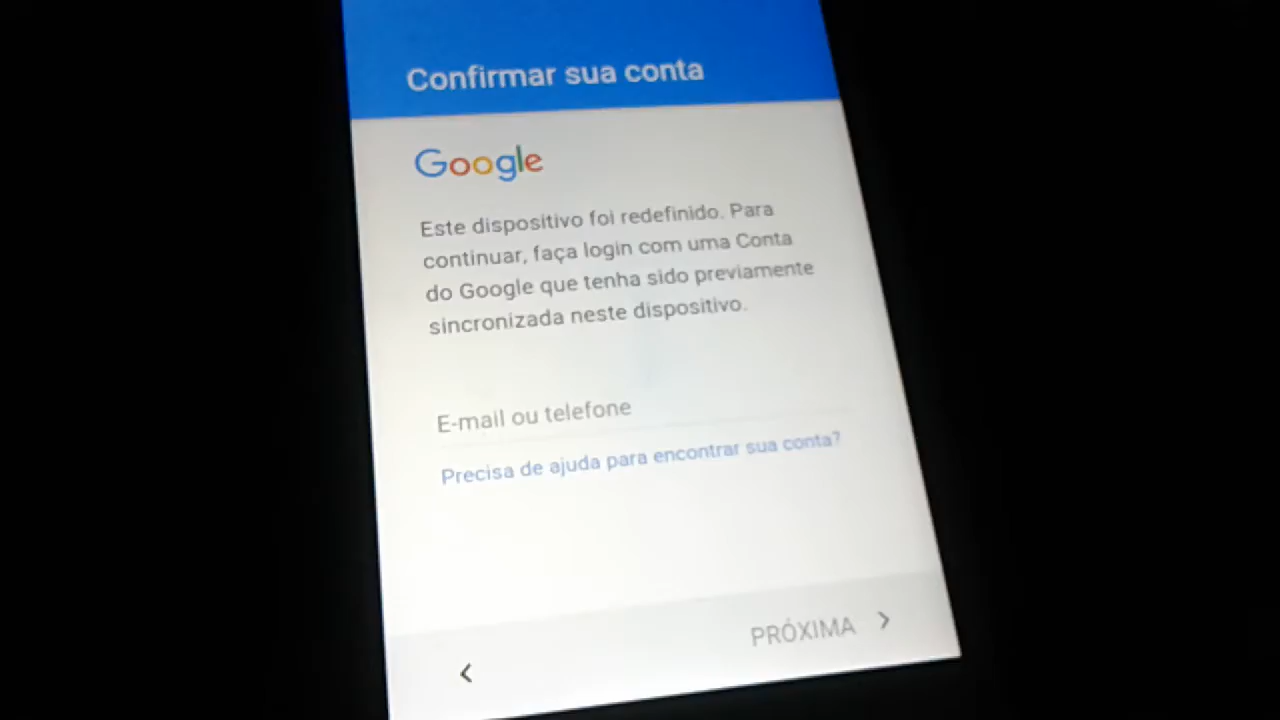 Confirmar sua conta
Google
Este dispositivo foi redefinido. Para
continuar, faça login com uma Conta
do Google que tenha sido previamente
sincronizada neste dispositivo.
E-mail ou telefone
Precisa de ajuda para encontrar sua conta?
PRÓXIMA